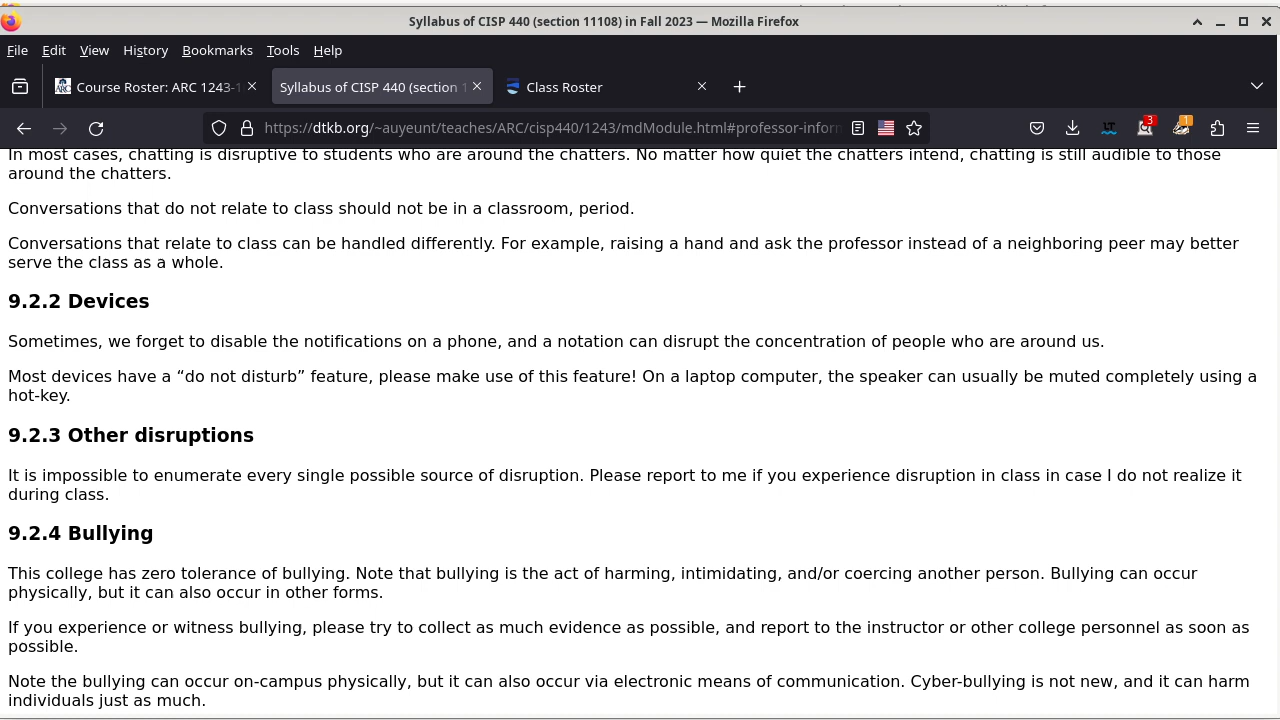 Syllabus of CISP 440 (section 11108) in Fall 2023 — Mozilla Firefox
File Edit View History Bookmarks Tools Help
Course Roster: ARC 1243-1
Syllabus of CISP 440 (section 1
Class Roster
https://dtkb.org/~auyeunt/teaches/ARC/cisp440/1243/mdModule.html#professor-inforn
3
1
In most cases, chatting is disruptive to students who are around the chatters. No matter how quiet the chatters intend, chatting is still audible to those
around the chatters.
Conversations that do not relate to class should not be in a classroom, period.
Conversations that relate to class can be handled differently. For example, raising a hand and ask the professor instead of a neighboring peer may better
serve the class as a whole.
9.2.2 Devices
Sometimes, we forget to disable the notifications on a phone, and a notation can disrupt the concentration of people who are around us.
Most devices have a “do not disturb” feature, please make use of this feature! On a laptop computer, the speaker can usually be muted completely using a
hot-key.
9.2.3 Other disruptions
It is impossible to enumerate every single possible source of disruption. Please report to me if you experience disruption in class in case I do not realize it
during class.
9.2.4 Bullying
This college has zero tolerance of bullying. Note that bullying is the act of harming, intimidating, and/or coercing another person. Bullying can occur
physically, but it can also occur in other forms.
If you experience or witness bullying, please try to collect as much evidence as possible, and report to the instructor or other college personnel as soon as
possible.
Note the bullying can occur on-campus physically, but it can also occur via electronic means of communication. Cyber-bullying is not new, and it can harm
individuals just as much.